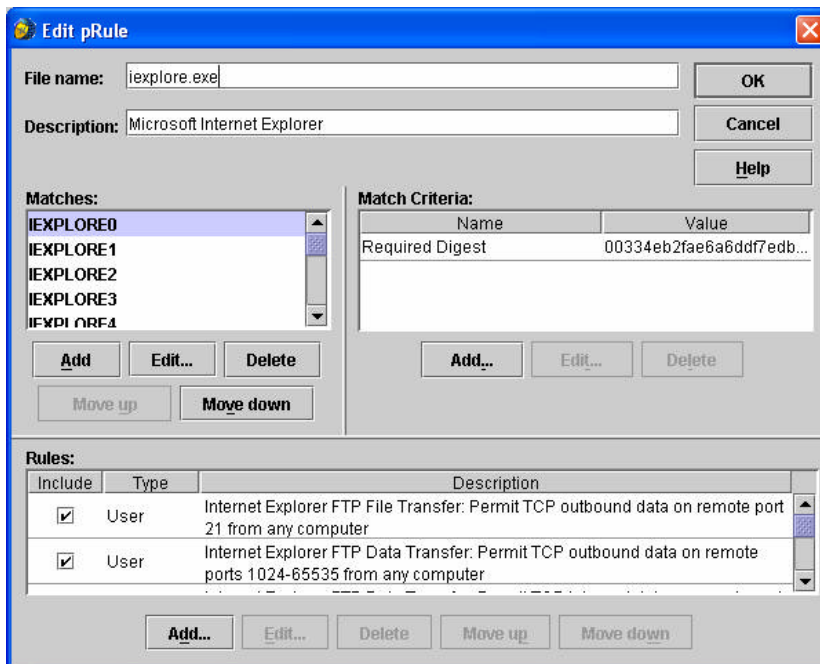 Edit pRule
File name: iexplore.exe
OK
Description: Microsoft Internet Explorer
Cancel
Help
Matches:
IEXPLORE0
IEXPLORE1
IEXPLORE2
IEXPLORE3
IEXPLORE4
Add Edit... Delete
Move up Move down
Match Criteria:
Name Value
Required Digest 00334eb2fae6a6ddf7edb...
Add... Edit... Delete
Rules:
Include Type Description
User Internet Explorer FTP File Transfer: Permit TCP outbound data on remote port
21 from any computer
User Internet Explorer FTP Data Transfer: Permit TCP outbound data on remote
ports 1024-65535 from any computer
Add... Edit... Delete Move up Move down